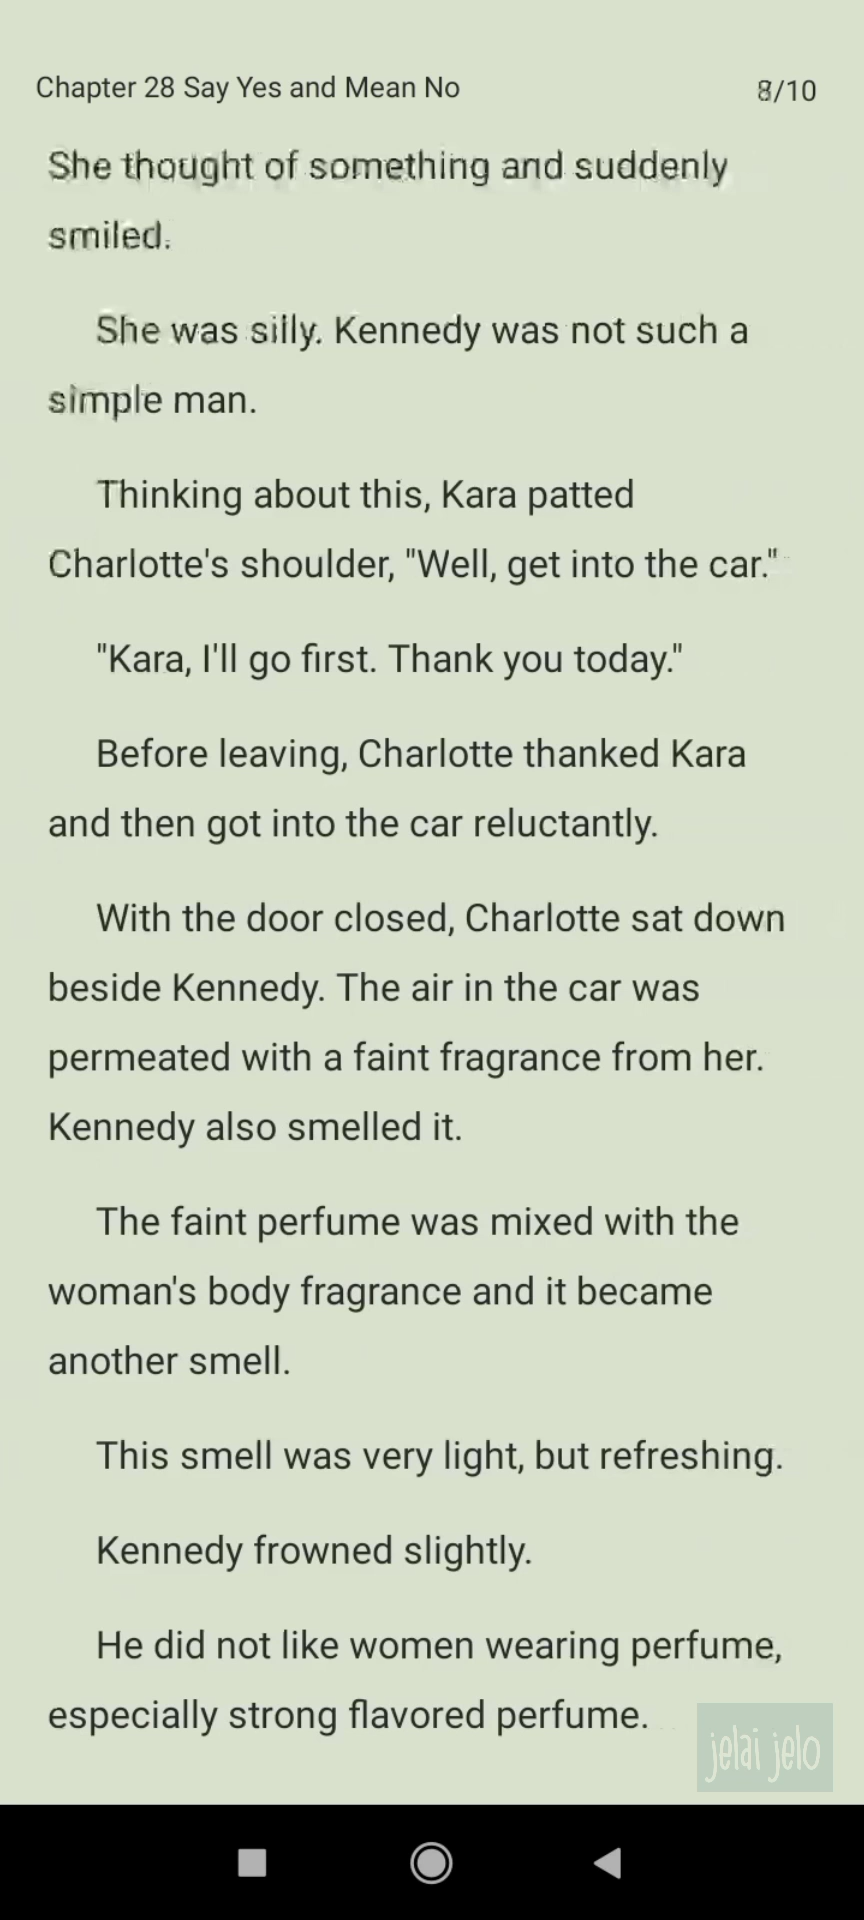 Chapter 28 Say Yes and Mean No
8/10
She thought of something and suddenly
smiled.
She was silly. Kennedy was not such a
simple man.
Thinking about this, Kara patted
Charlotte's shoulder, "Well, get into the car."
"Kara, I'll go first. Thank you today."
Before leaving, Charlotte thanked Kara
and then got into the car reluctantly.
With the door closed, Charlotte sat down
beside Kennedy. The air in the car was
permeated with a faint fragrance from her.
Kennedy also smelled it.
The faint perfume was mixed with the
woman's body fragrance and it became
another smell.
This smell was very light, but refreshing.
Kennedy frowned slightly.
He did not like women wearing perfume,
especially strong flavored perfume.
jelai jelo